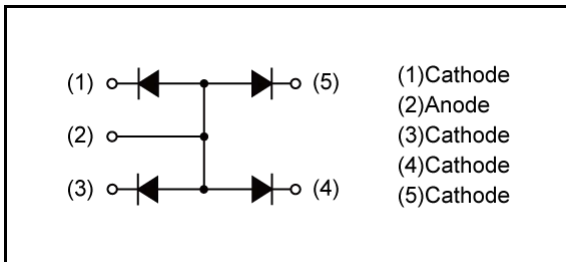 (1)
(5)
(2)
(3)
(4)
(1)Cathode
(2)Anode
(3)Cathode
(4)Cathode
(5)Cathode